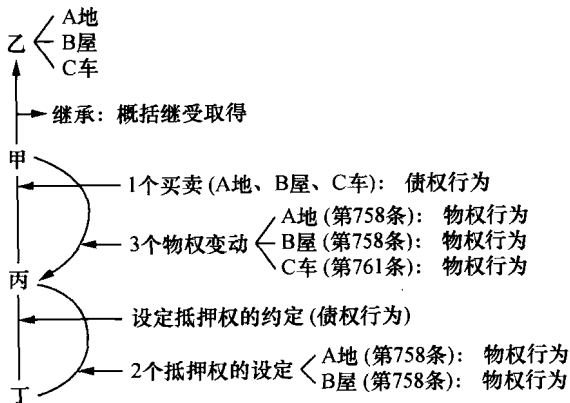 A地
乙 B屋
C车
继承：概括继受取得
甲
1个买卖(A地、B屋、C车)：债权行为
A地(第758条)：物权行为
3个物权变动 B屋(第758条)：物权行为
C车(第761条)：物权行为
丙
设定抵押权的约定(债权行为)
A地(第758条)：物权行为
2个抵押权的设定
B屋(第758条)：物权行为
丁